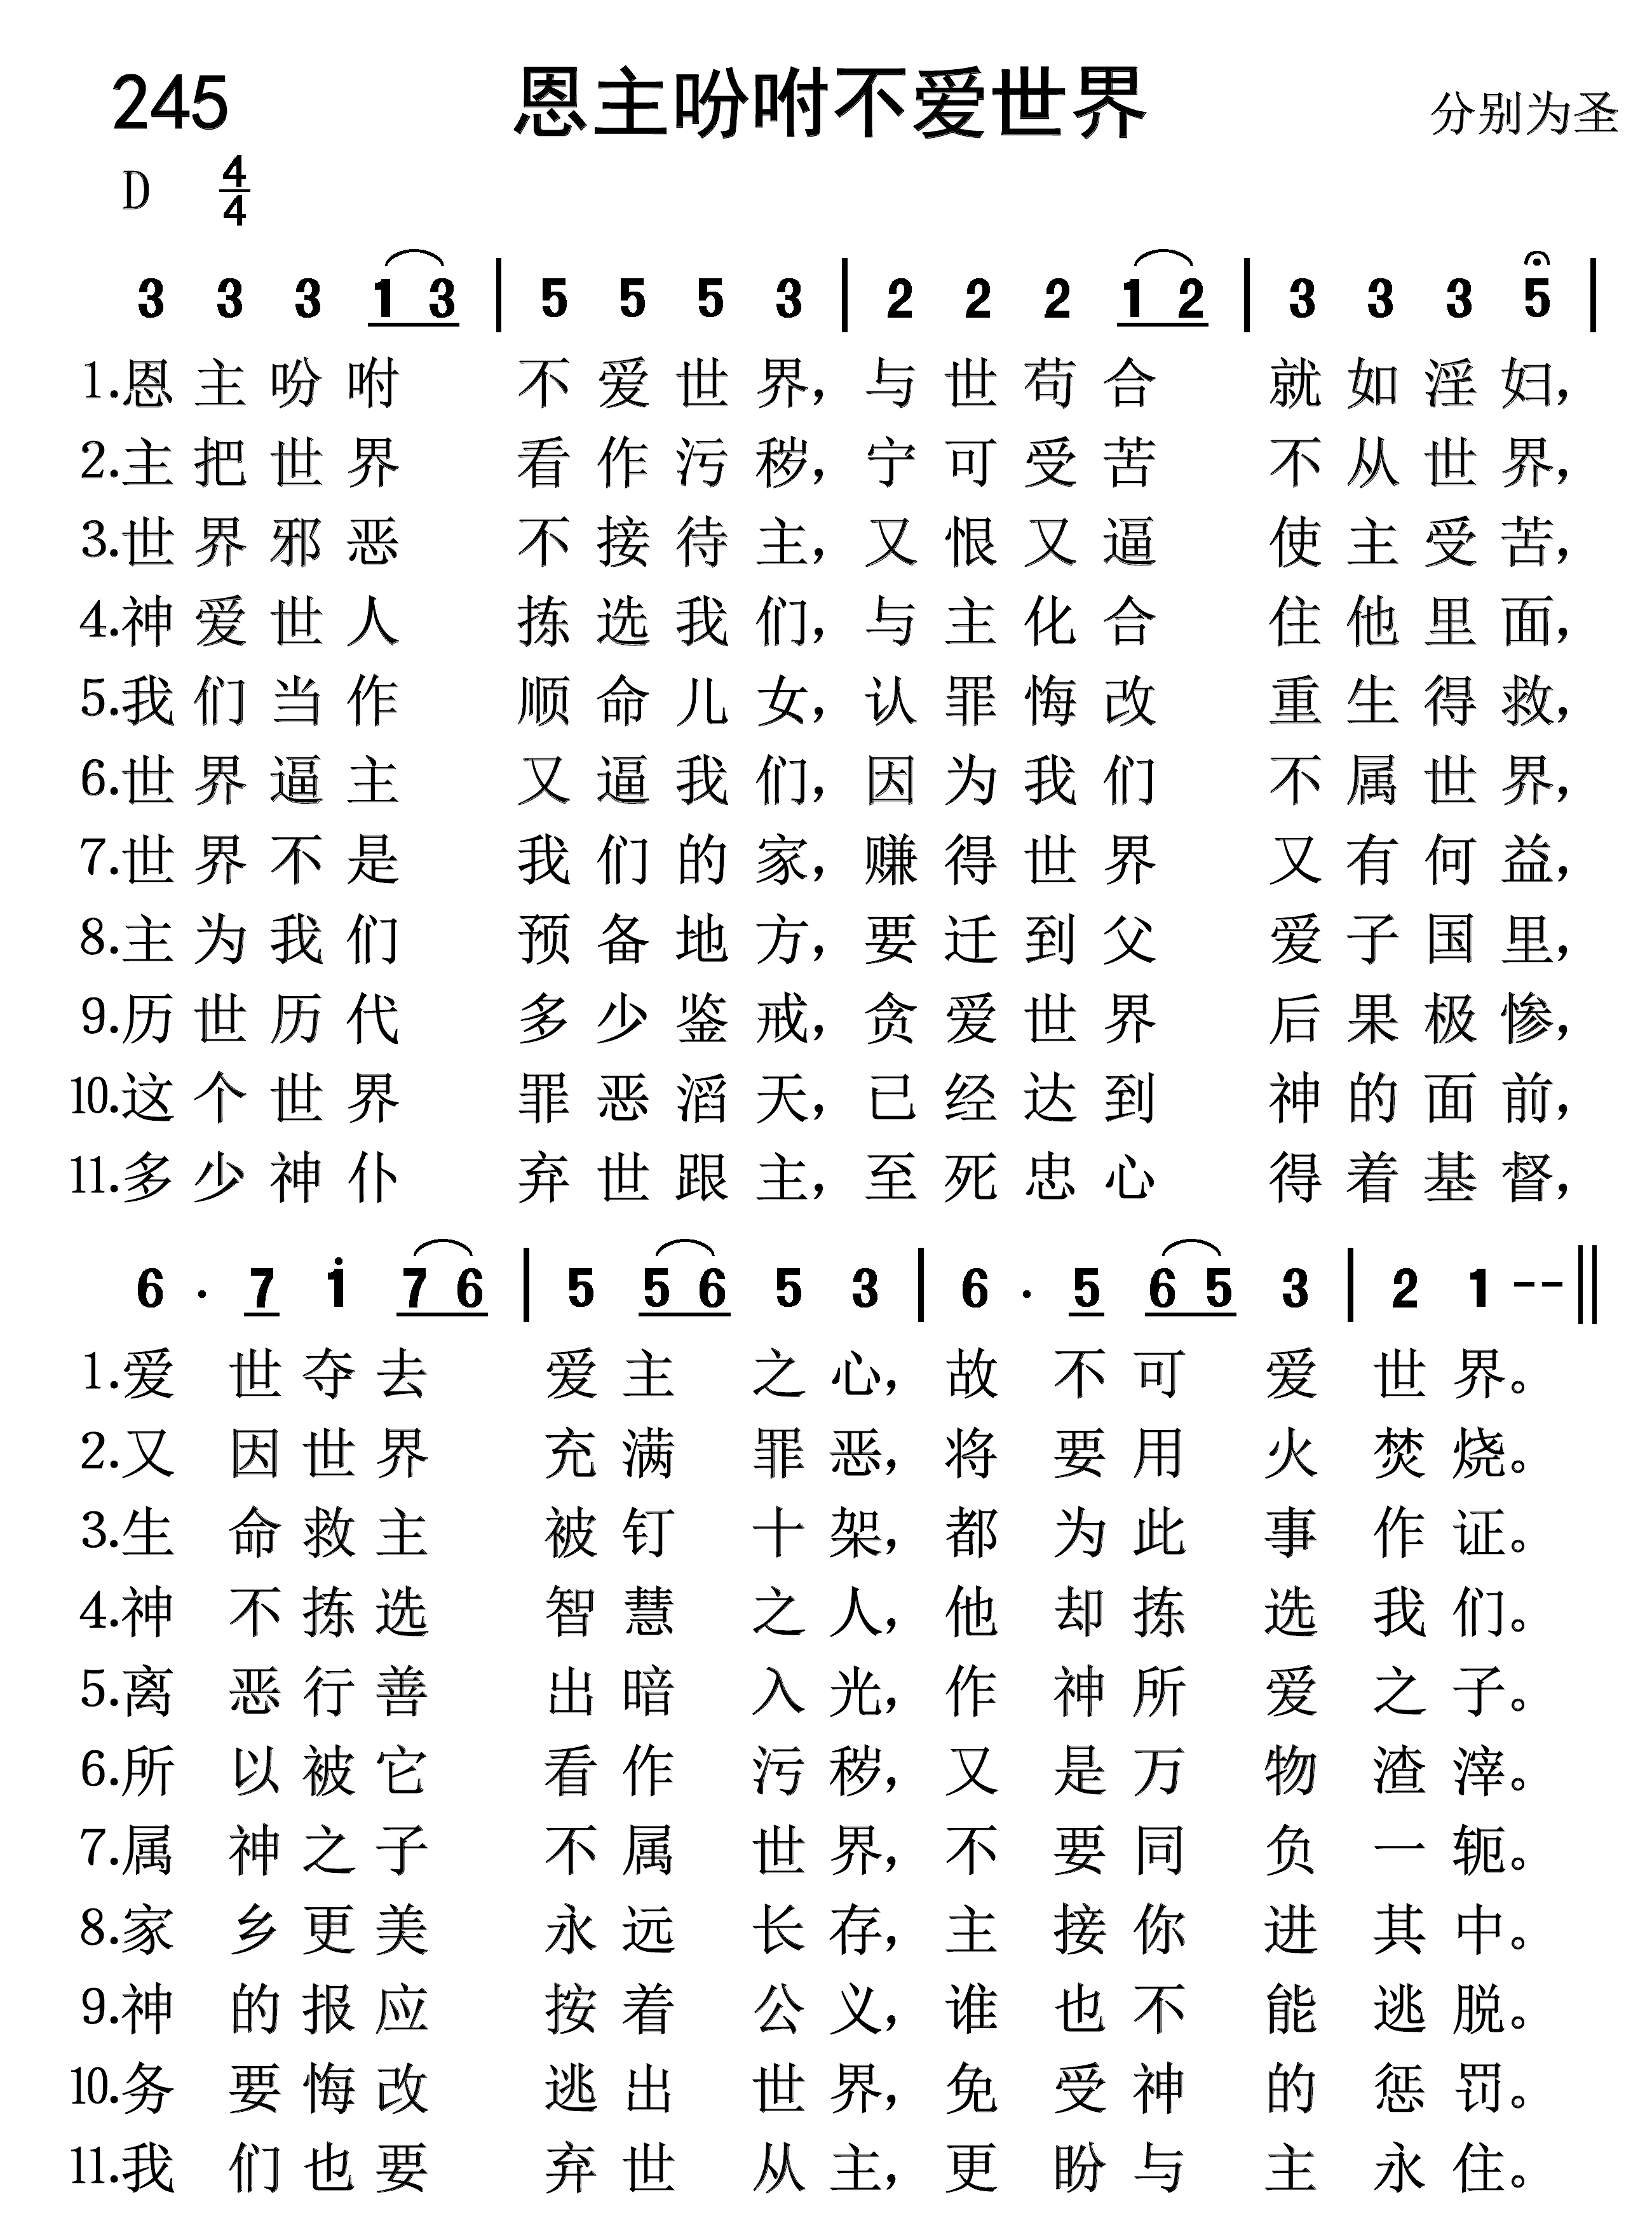 245 恩主吩咐不爱世界 分别为圣
D 4/4
3 3 3 1 3 | 5 5 5 3 | 2 2 2 1 2 | 3 3 3 5 |
1.恩主吩咐 不爱世界，与世苟合 就如淫妇，
2.主把世界 看作污秽，宁可受苦 不从世界，
3.世界邪恶 不接待主，又恨又逼 使主受苦，
4.神爱世人 拣选我们，与主化合 住他里面，
5.我们当作 顺命儿女，认罪悔改 重生得救，
6.世界逼主 又逼我们，因为我们 不属世界，
7.世界不是 我们的家，赚得世界 又有何益，
8.主为我们 预备地方，要迁到父 爱子国里，
9.历世历代 多少鉴戒，贪爱世界 后果极惨，
10.这个世界 罪恶滔天，已经达到 神的面前，
11.多少神仆 弃世跟主，至死忠心 得着基督，
6 · 7 i 7 6 | 5 5 6 5 3 | 6 · 5 6 5 3 | 2 1 -- ||
1.爱 世夺去 爱主 之心，故 不可 爱 世界。
2.又 因世界 充满 罪恶，将 要用 火 焚烧。
3.生 命救主 被钉 十架，都 为此 事 作证。
4.神 不拣选 智慧 之人，他 却拣 选 我们。
5.离 恶行善 出暗 入光，作 神所 爱 之子。
6.所 以被它 看作 污秽，又 是万 物 渣滓。
7.属 神之子 不属 世界，不 要同 负 一轭。
8.家 乡更美 永远 长存，主 接你 进 其中。
9.神 的报应 按着 公义，谁 也不 能 逃脱。
10.务 要悔改 逃出 世界，免 受神 的 惩罚。
11.我 们也要 弃世 从主，更 盼与 主 永住。